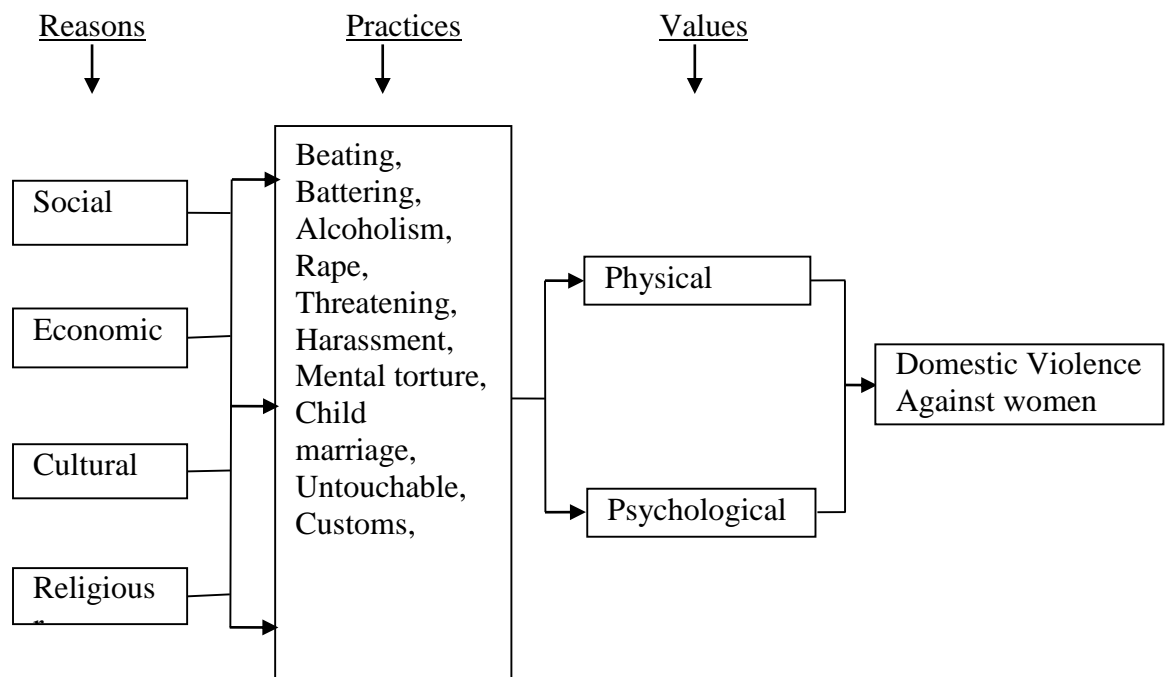 Reasons
Practices
Values
Social
Economic
Cultural
Religious
Beating,
Battering,
Alcoholism,
Rape,
Threatening,
Harassment,
Mental torture,
Child
marriage,
Untouchable,
Customs,
Physical
Psychological
Domestic Violence
Against women